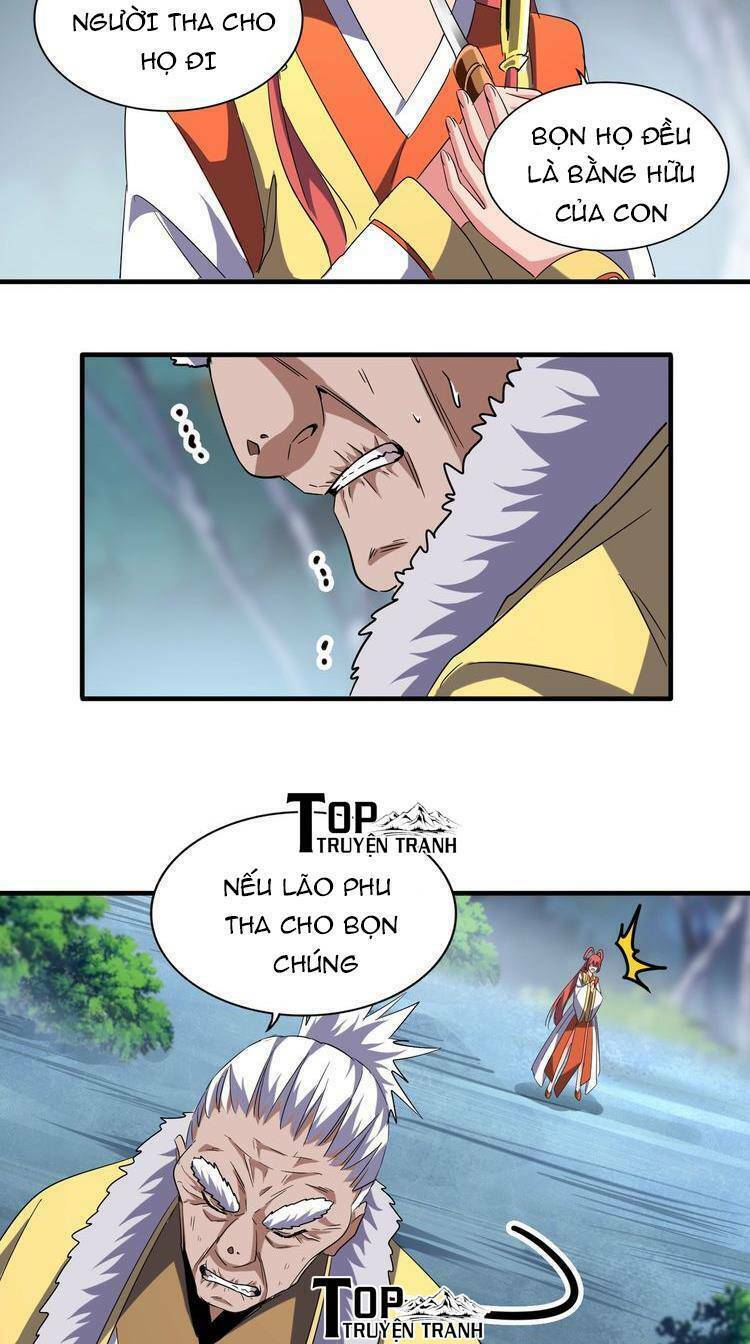 NGƯỜI THA CHO
HỌ ĐI
BỌN HỌ ĐỀU
LÀ BẰNG HỮU
CỦA CON
TOP
TRUYỆN TRANH
NẾU LÃO PHU
THA CHO BỌN
CHÚNG
TOP
TRUYỆN TRANH